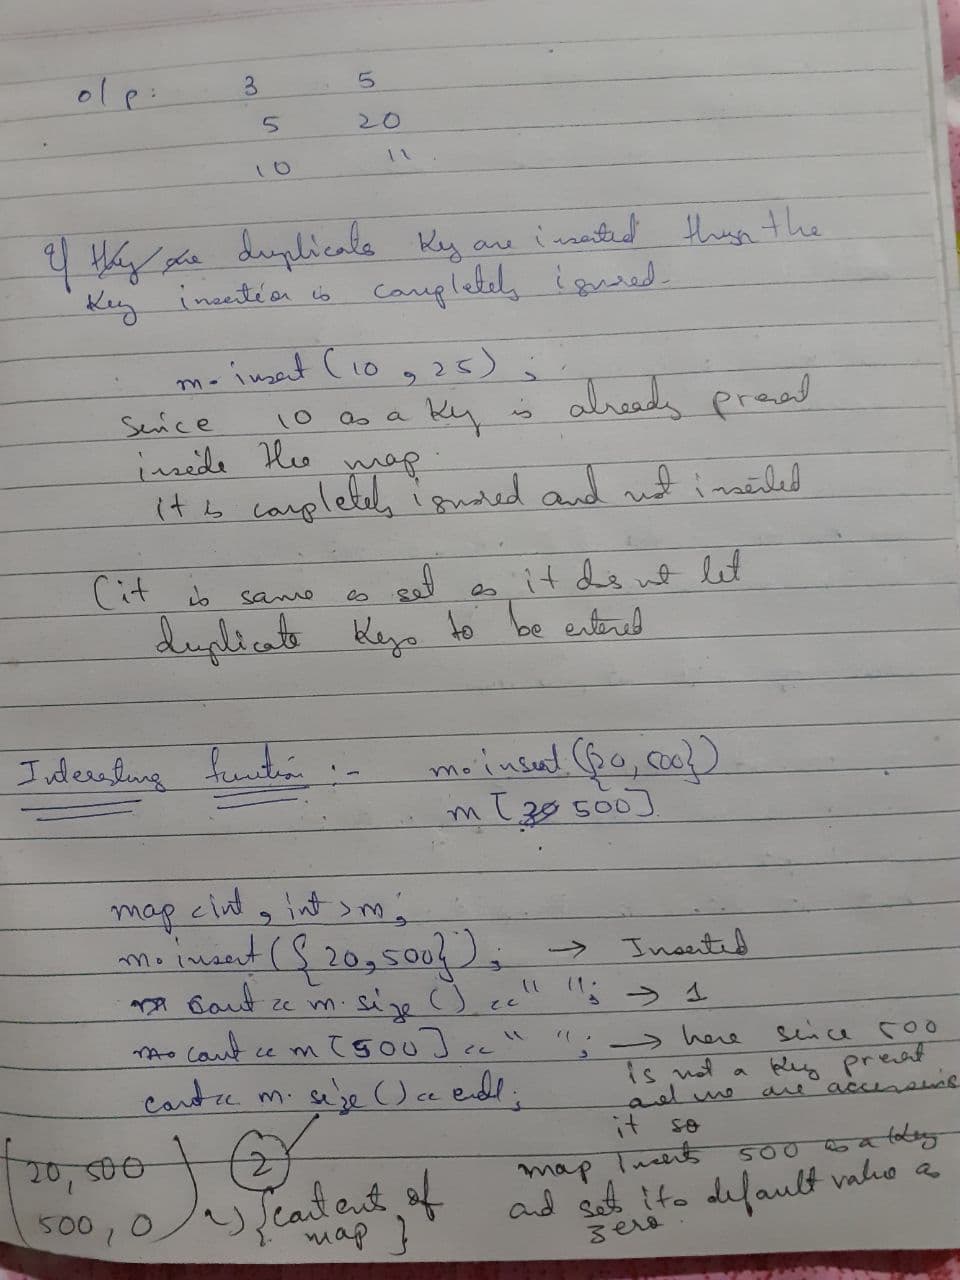 o/p: 3 5
5 20
10 11
If are duplicate key are inserted then the
key insertion is completely ignored.
m.insert(10, 25);
Since 10 as a key is already present
inside the map.
it is completely ignored and not inserted
(it is same as set as it does not let
duplicate keys to be entered
Interesting function :- m.insert({20, 500})
m[500]
map <int, int> m;
m.insert({20, 500}); → Inserted
cout << m.size() << " "; → 1
cout << m[500] << " "; → here since 500
is not a key present
cout << m.size() << endl; and we are accessing
it so
20, 500 2 map inserts 500 as a key
500, 0 → {content of and set its default value as
map } zero.